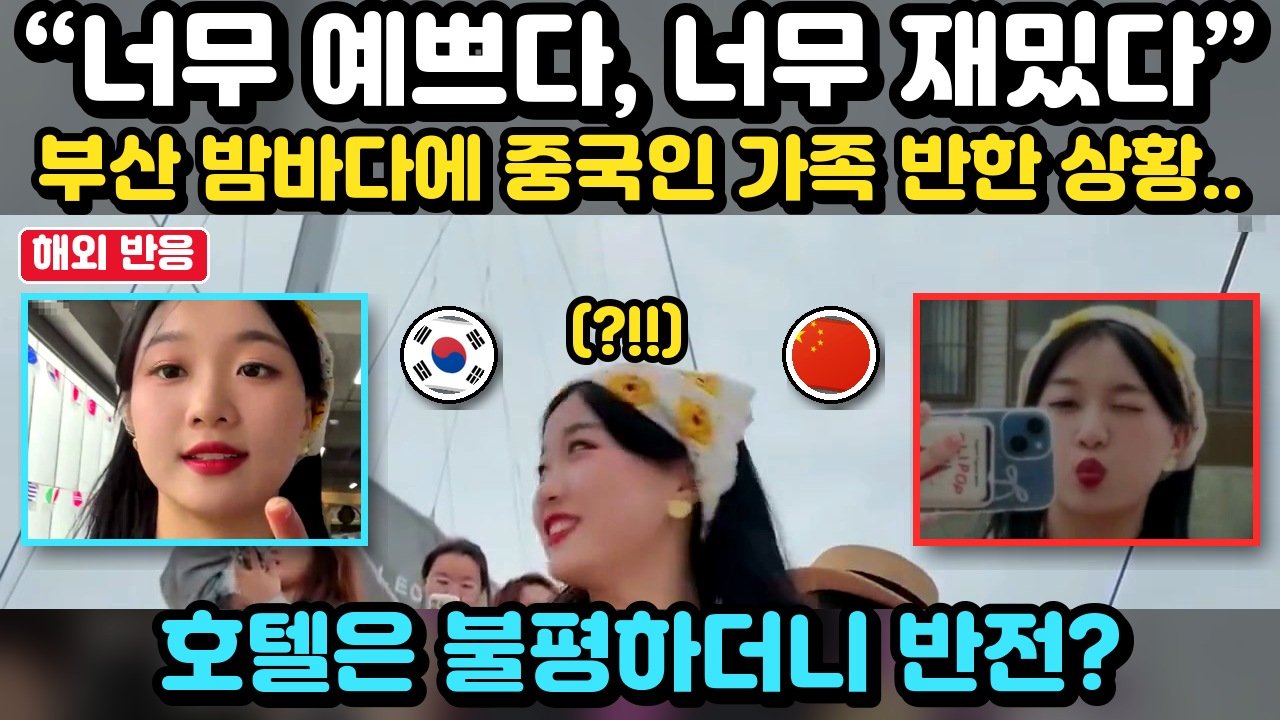 “너무 예쁘다, 너무 재밌다”
부산 밤바다에 중국인 가족 반한 상황..
해외 반응
(?!!)
LEO
호텔은 불평하더니 반전?